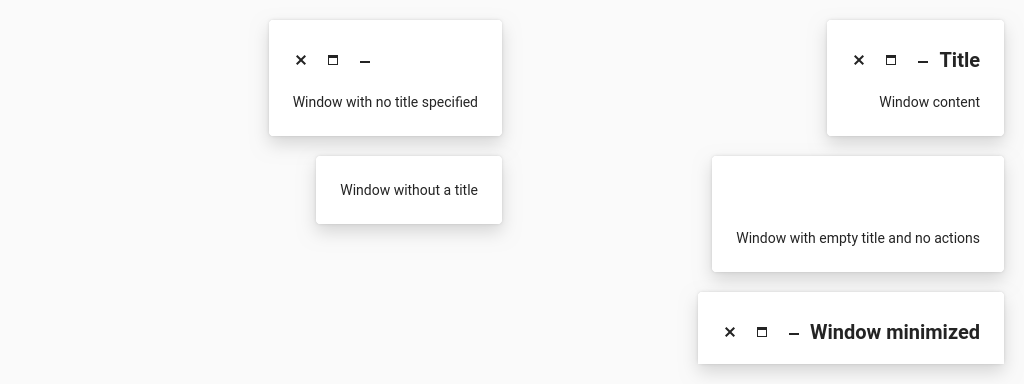 Title
Window content
Window with no title specified
Window without a title
Window with empty title and no actions
Window minimized